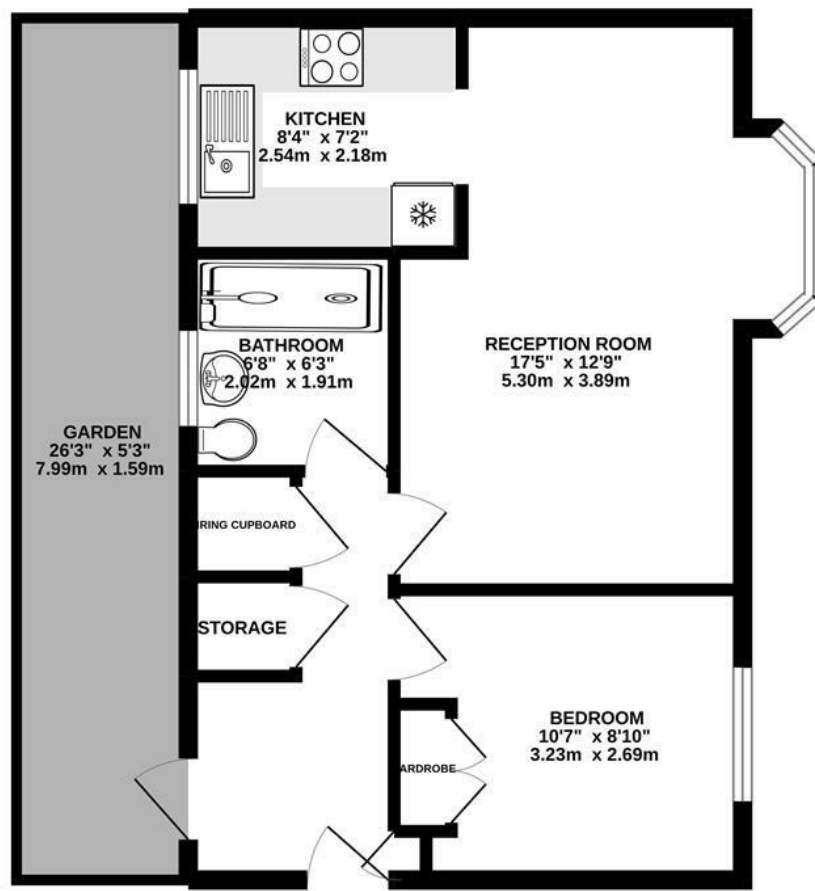 KITCHEN
8'4" x 7'2"
2.54m x 2.18m
BATHROOM
6'8" x 6'3"
2.02m x 1.91m
RECEPTION ROOM
17'5" x 12'9"
5.30m x 3.89m
GARDEN
26'3" x 5'3"
7.99m x 1.59m
IRING CUPBOARD
STORAGE
BEDROOM
10'7" x 8'10"
3.23m x 2.69m
ARDROBE